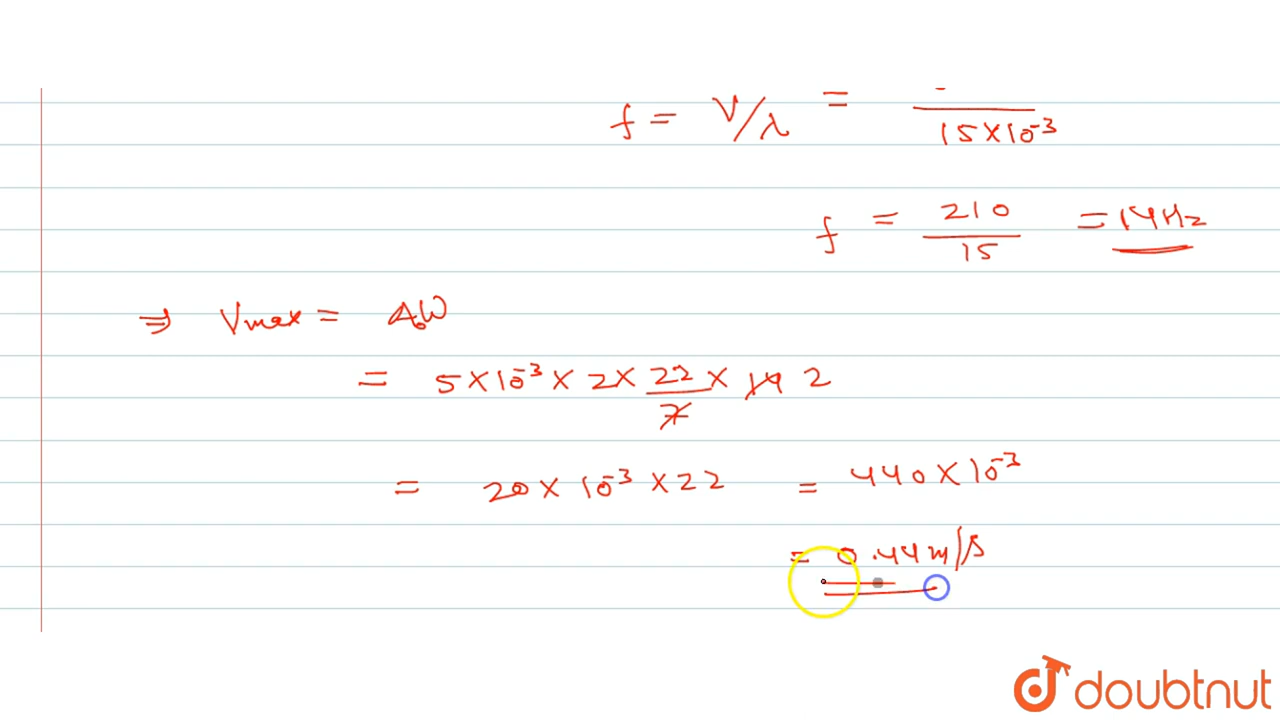 f = V/λ = 15×10⁻³
f = 210/15 = 14Hz
⇒ Vmax = A₀W
= 5×10⁻³ × 2 × 22/7 × 14 2
= 20 × 10⁻³ × 22 = 440 × 10⁻³
= 0.44 m/s
doubtnut